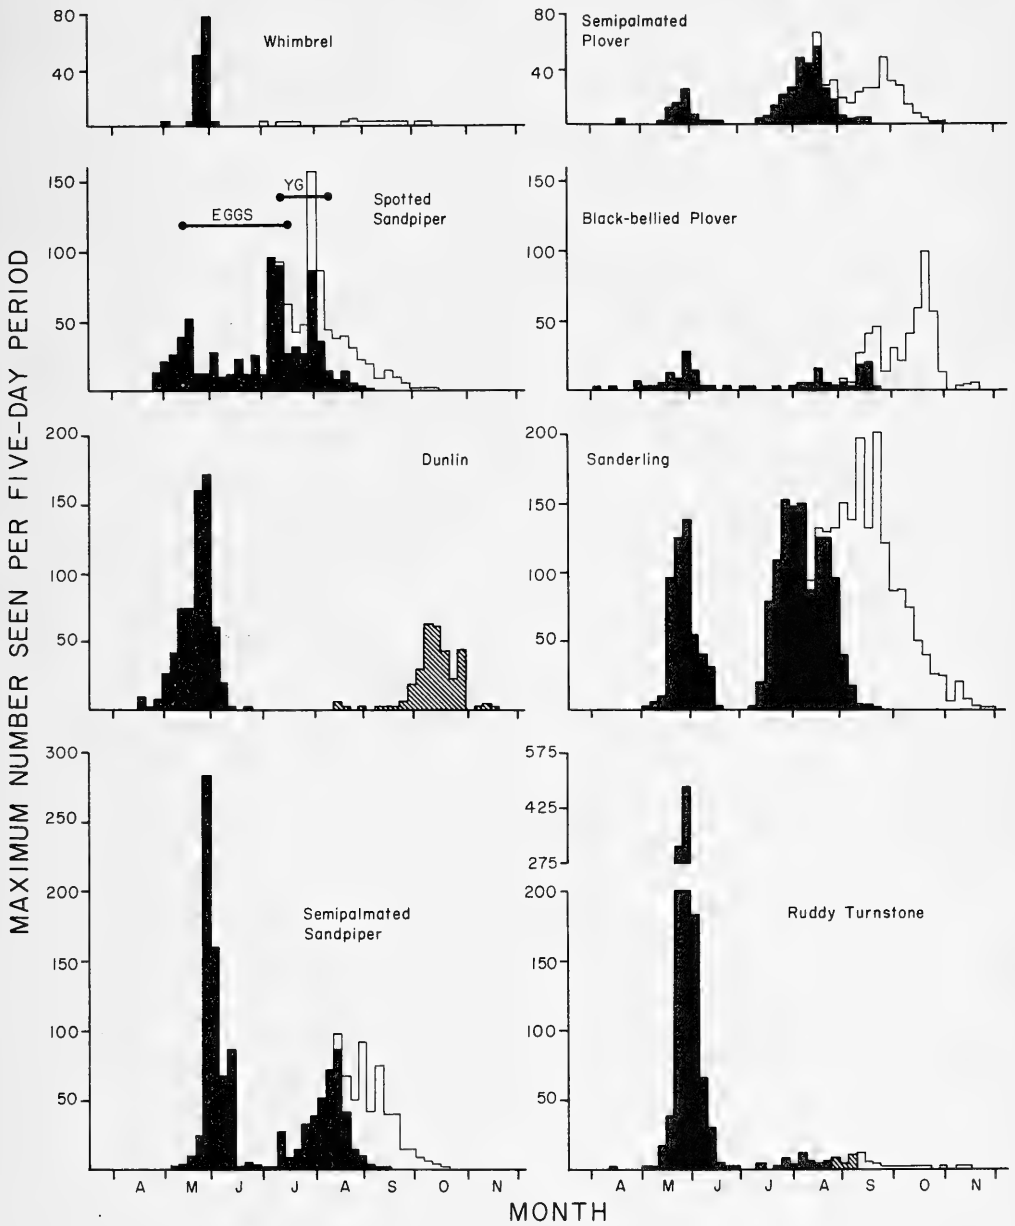 MAXIMUM NUMBER SEEN PER FIVE-DAY PERIOD
80
40
Whimbrel
80
40
Semipalmated
Plover
150
100
50
EGGS
YG
Spotted
Sandpiper
150
100
50
Black-bellied Plover
200
150
100
50
Dunlin
200
150
100
50
Sanderling
300
250
200
150
100
50
Semipalmated
Sandpiper
575
425
275
200
150
100
50
Ruddy Turnstone
A M J J A S O N
A M J J A S O N
MONTH